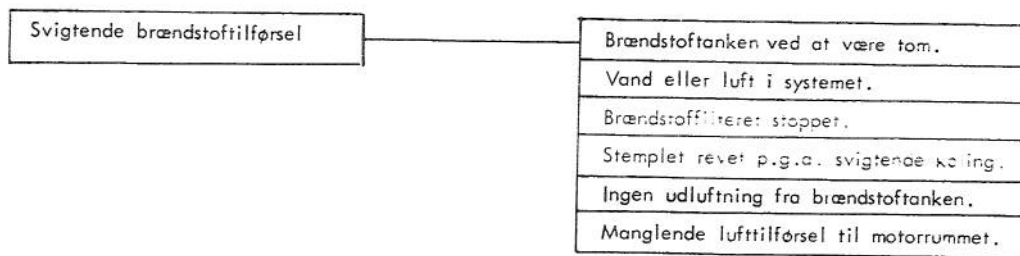 Svigtende brændstoftilførsel
Brændstoftanken ved at være tom.
Vand eller luft i systemet.
Brændstoffilteret stoppet.
Stemplet revet p.g.a. svigtende køling.
Ingen udluftning fra brændstoftanken.
Manglende lufttilførsel til motorrummet.